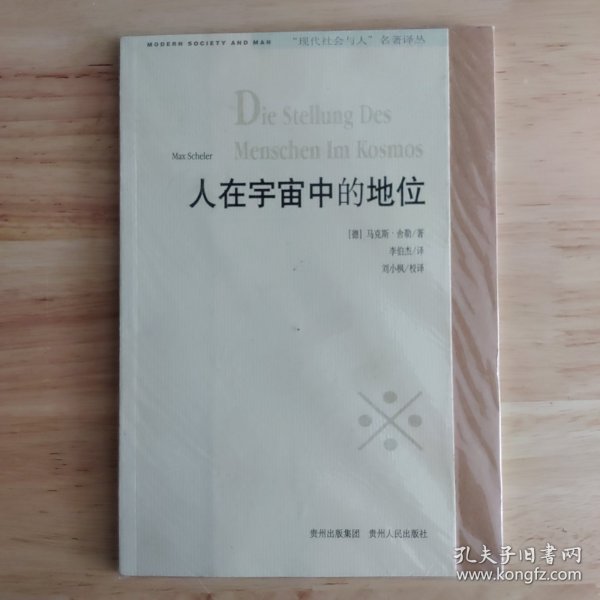 MODERN SOCIETY AND MAN “现代社会与人”名著译丛
Die Stellung Des
Max Scheler Menschen Im Kosmos
人在宇宙中的地位
[德] 马克斯·舍勒/著
李伯杰/译
刘小枫/校译
贵州出版集团 贵州人民出版社
孔夫子旧书网
www.kongfz.com